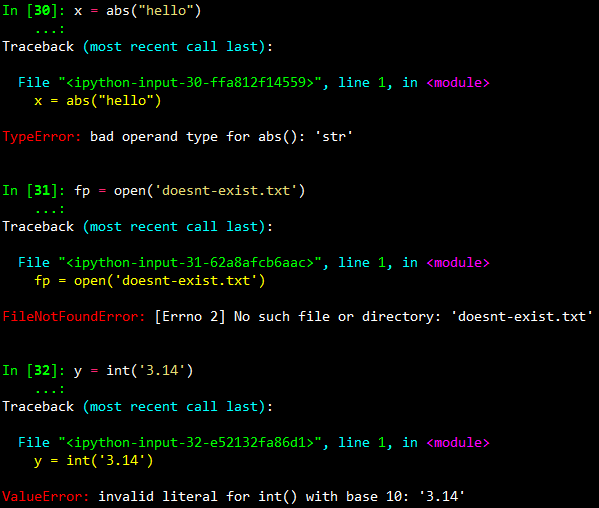 In [30]: x = abs("hello")
...:
Traceback (most recent call last):
File "<ipython-input-30-ffa812f14559>", line 1, in <module>
x = abs("hello")
TypeError: bad operand type for abs(): 'str'
In [31]: fp = open('doesnt-exist.txt')
...:
Traceback (most recent call last):
File "<ipython-input-31-62a8afcb6aac>", line 1, in <module>
fp = open('doesnt-exist.txt')
FileNotFoundError: [Errno 2] No such file or directory: 'doesnt-exist.txt'
In [32]: y = int('3.14')
...:
Traceback (most recent call last):
File "<ipython-input-32-e52132fa86d1>", line 1, in <module>
y = int('3.14')
ValueError: invalid literal for int() with base 10: '3.14'